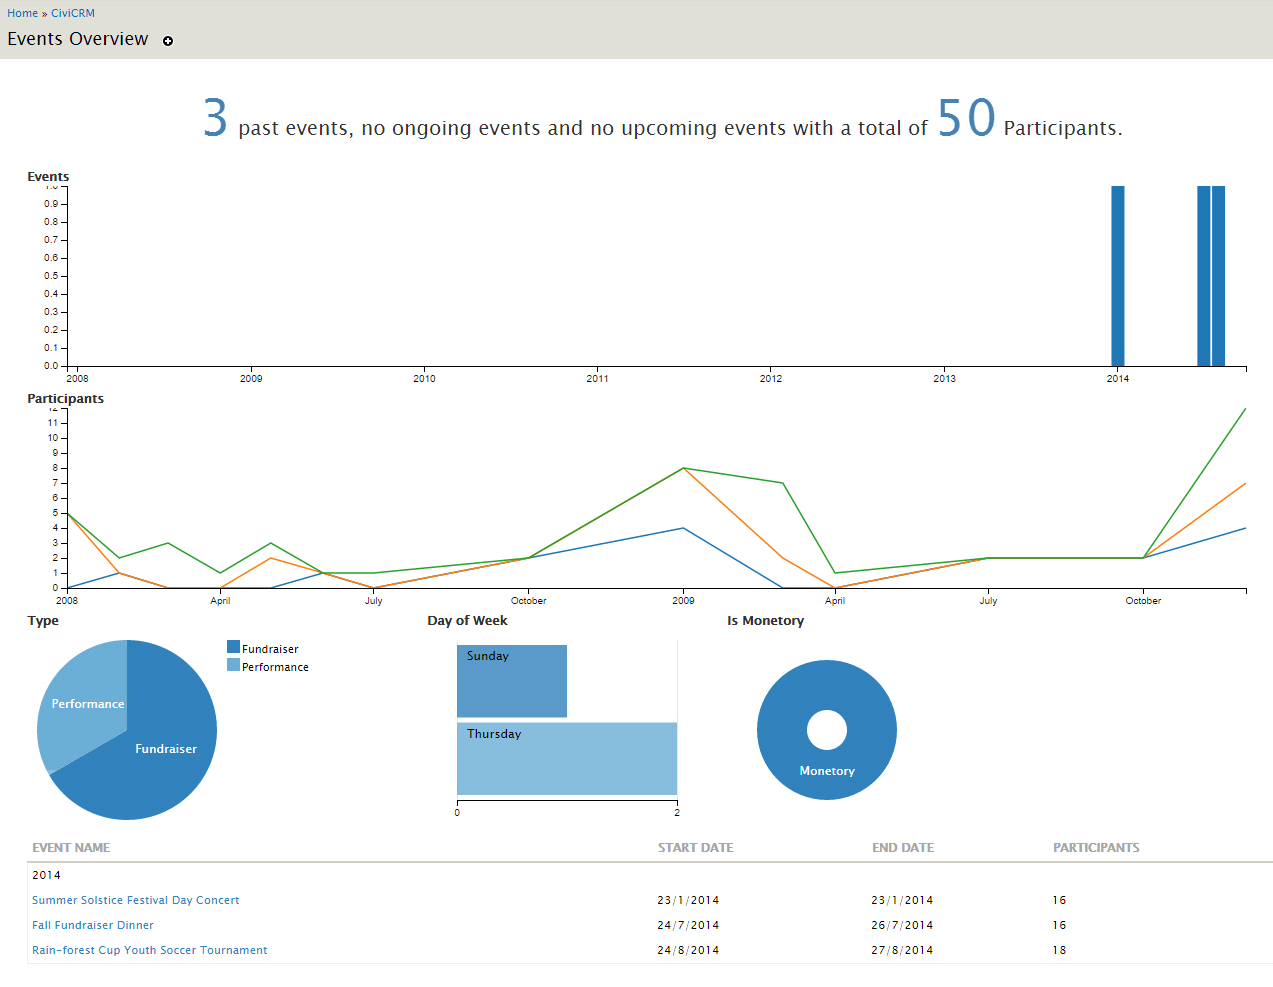 Home » CiviCRM
Events Overview
3 past events, no ongoing events and no upcoming events with a total of 50 Participants.
Events
0.9
0.8
0.7
0.6
0.5
0.4
0.3
0.2
0.1
0.0
2008 2009 2010 2011 2012 2013 2014
Participants
11
10
9
8
7
6
5
4
3
2
1
0
2008 April July October 2009 April July October
Type Day of Week Is Monetory
Fundraiser
Performance
Performance
Fundraiser
Sunday
Thursday
0 2
Monetory
EVENT NAME START DATE END DATE PARTICIPANTS
2014
Summer Solstice Festival Day Concert 23/1/2014 23/1/2014 16
Fall Fundraiser Dinner 24/7/2014 26/7/2014 16
Rain-forest Cup Youth Soccer Tournament 24/8/2014 27/8/2014 18